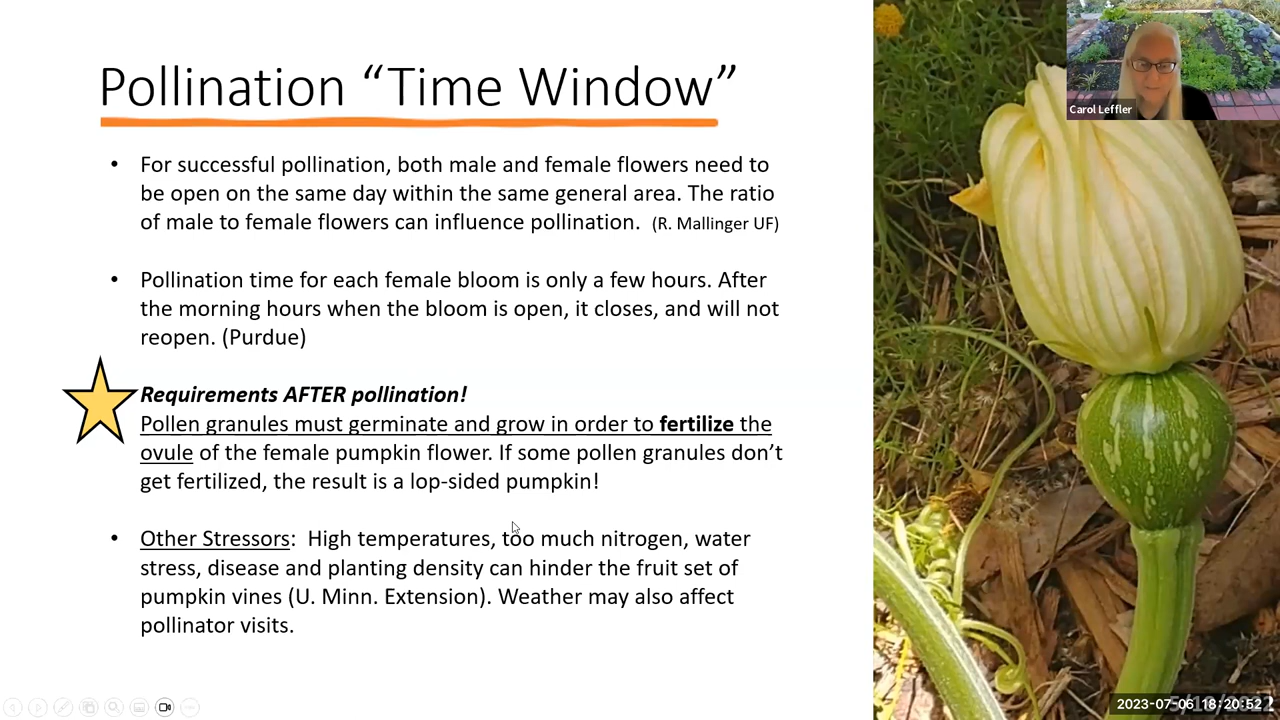 Pollination “Time Window”
• For successful pollination, both male and female flowers need to
be open on the same day within the same general area. The ratio
of male to female flowers can influence pollination. (R. Mallinger UF)
• Pollination time for each female bloom is only a few hours. After
the morning hours when the bloom is open, it closes, and will not
reopen. (Purdue)
Requirements AFTER pollination!
Pollen granules must germinate and grow in order to fertilize the
ovule of the female pumpkin flower. If some pollen granules don’t
get fertilized, the result is a lop-sided pumpkin!
• Other Stressors: High temperatures, too much nitrogen, water
stress, disease and planting density can hinder the fruit set of
pumpkin vines (U. Minn. Extension). Weather may also affect
pollinator visits.
Carol Leffler
2023-07-06 18:20:52